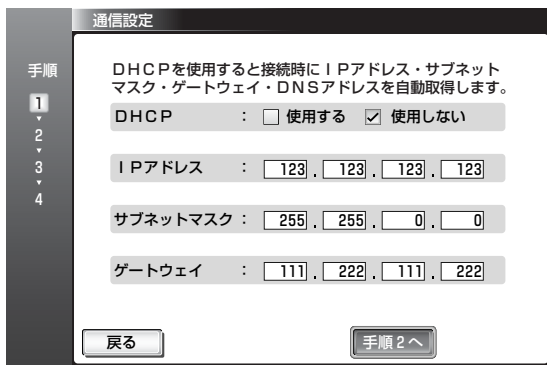 通信設定
手順
1
2
3
4
DHCPを使用すると接続時にIPアドレス・サブネット
マスク・ゲートウェイ・DNSアドレスを自動取得します。
DHCP : 使用する 使用しない
IPアドレス : 123 . 123 . 123 . 123
サブネットマスク : 255 . 255 . 0 . 0
ゲートウェイ : 111 . 222 . 111 . 222
戻る
手順2へ